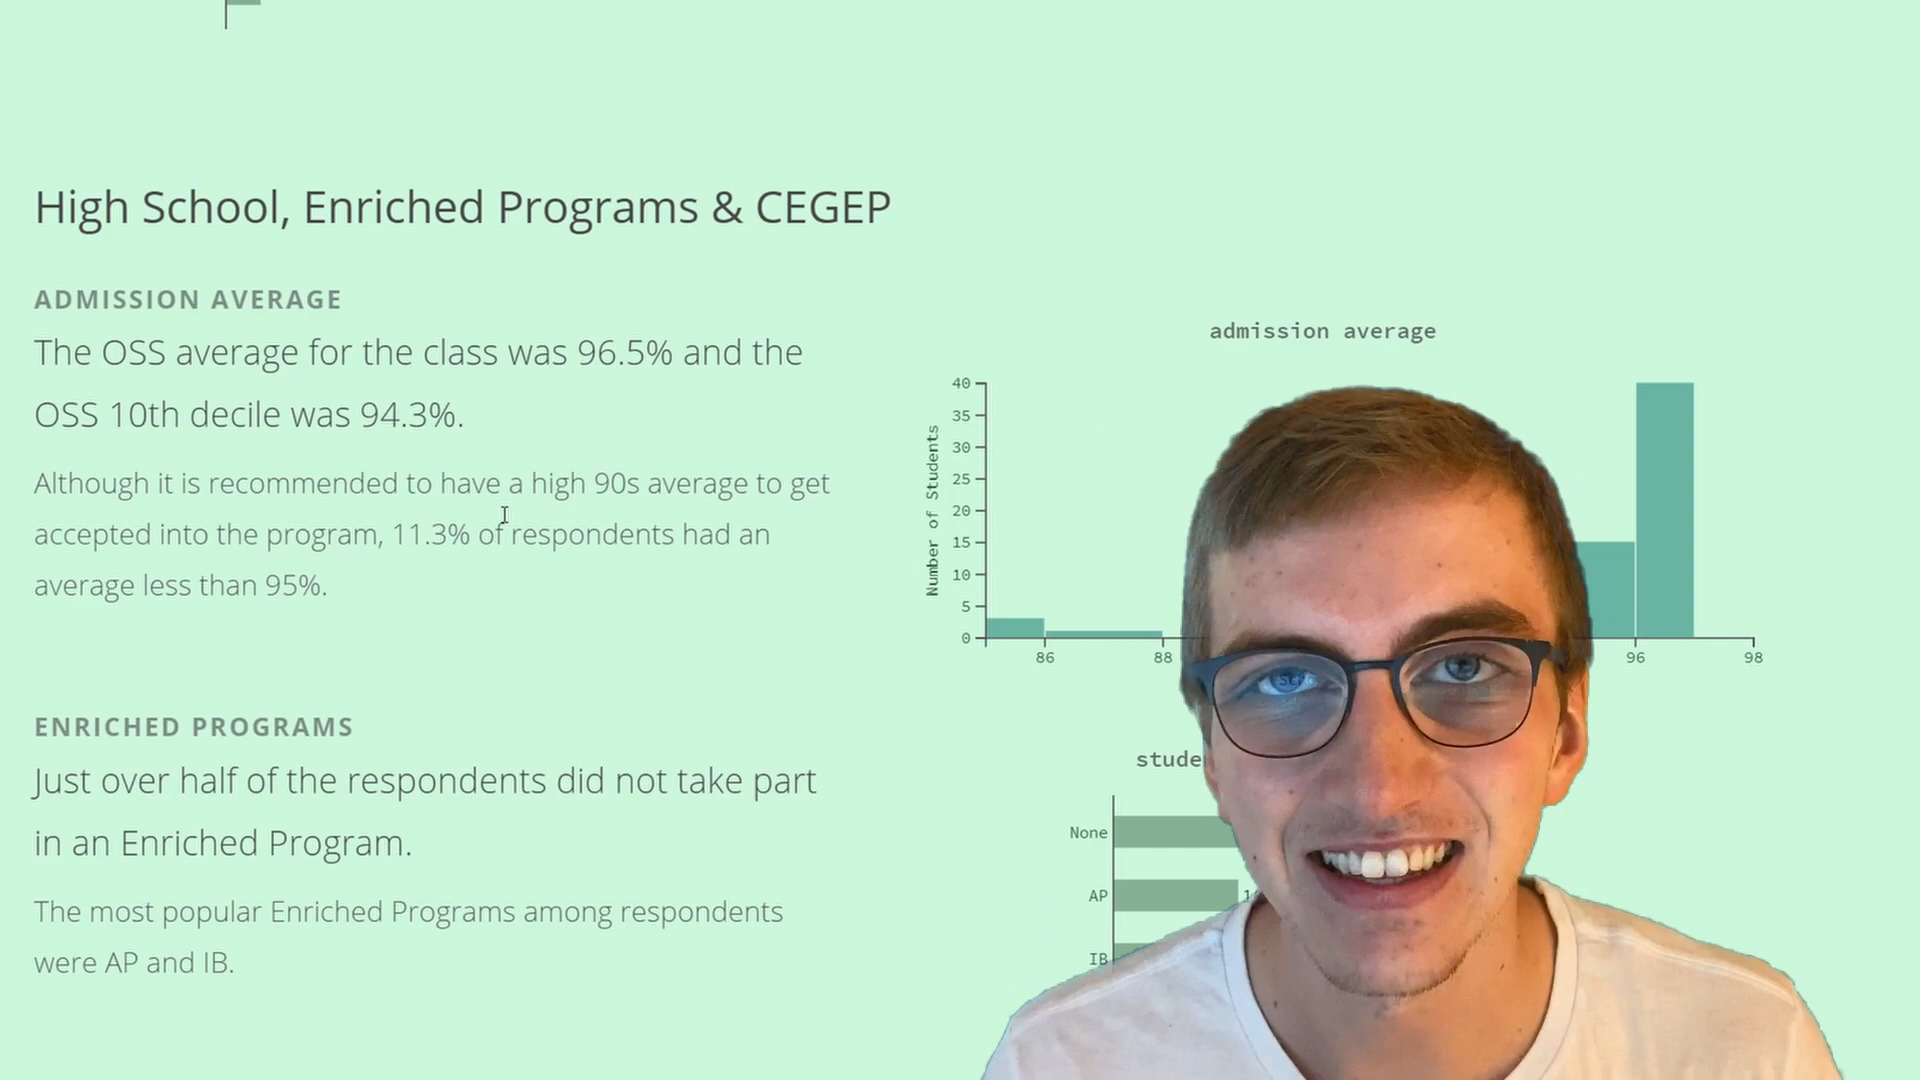 High School, Enriched Programs & CEGEP
ADMISSION AVERAGE
The OSS average for the class was 96.5% and the
OSS 10th decile was 94.3%.
Although it is recommended to have a high 90s average to get
accepted into the program, 11.3% of respondents had an
average less than 95%.
admission average
Number of Students
40
35
30
25
20
15
10
5
0
86 88 96 98
ENRICHED PROGRAMS
Just over half of the respondents did not take part
in an Enriched Program.
The most popular Enriched Programs among respondents
were AP and IB.
None
AP
IB